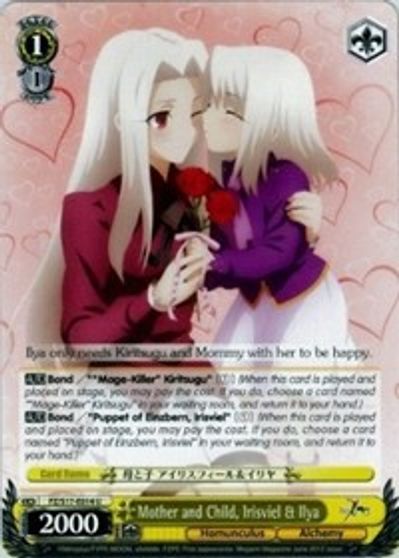 1
1
Ilya only needs Kiritsugu and Mommy with her to be happy.
A/C Bond / ""Mage-Killer" Kiritsugu" [(1)] (When this card is played and
placed on stage, you may pay the cost. If you do, choose a card named
""Mage-Killer" Kiritsugu" in your waiting room, and return it to your hand.)
A/C Bond / "Puppet of Einzbern, Irisviel" [(1)] (When this card is
played and placed on stage, you may pay the cost. If you do, choose a
card named "Puppet of Einzbern, Irisviel" in your waiting room, and return
it to your hand.)
Card Name 母と子 アイリスフィール&イリヤ
Mother and Child, Irisviel & Ilya
2000
Homunculus Alchemy